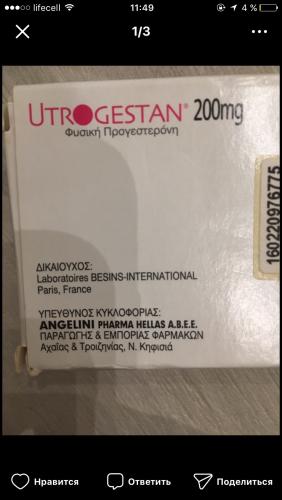 lifecell 11:49 4 %
1/3
UTROGESTAN® 200mg
Φυσική Προγεστερόνη
160220976775
ΔΙΚΑΙΟΥΧΟΣ:
Laboratoires BESINS-INTERNATIONAL
Paris, France
ΥΠΕΥΘΥΝΟΣ ΚΥΚΛΟΦΟΡΙΑΣ:
ANGELINI PHARMA HELLAS A.B.E.E.
ΠΑΡΑΓΩΓΗΣ & ΕΜΠΟΡΙΑΣ ΦΑΡΜΑΚΩΝ
Αχαΐας & Τροιζηνίας, Ν. Κηφισιά
Нравится Ответить Поделиться